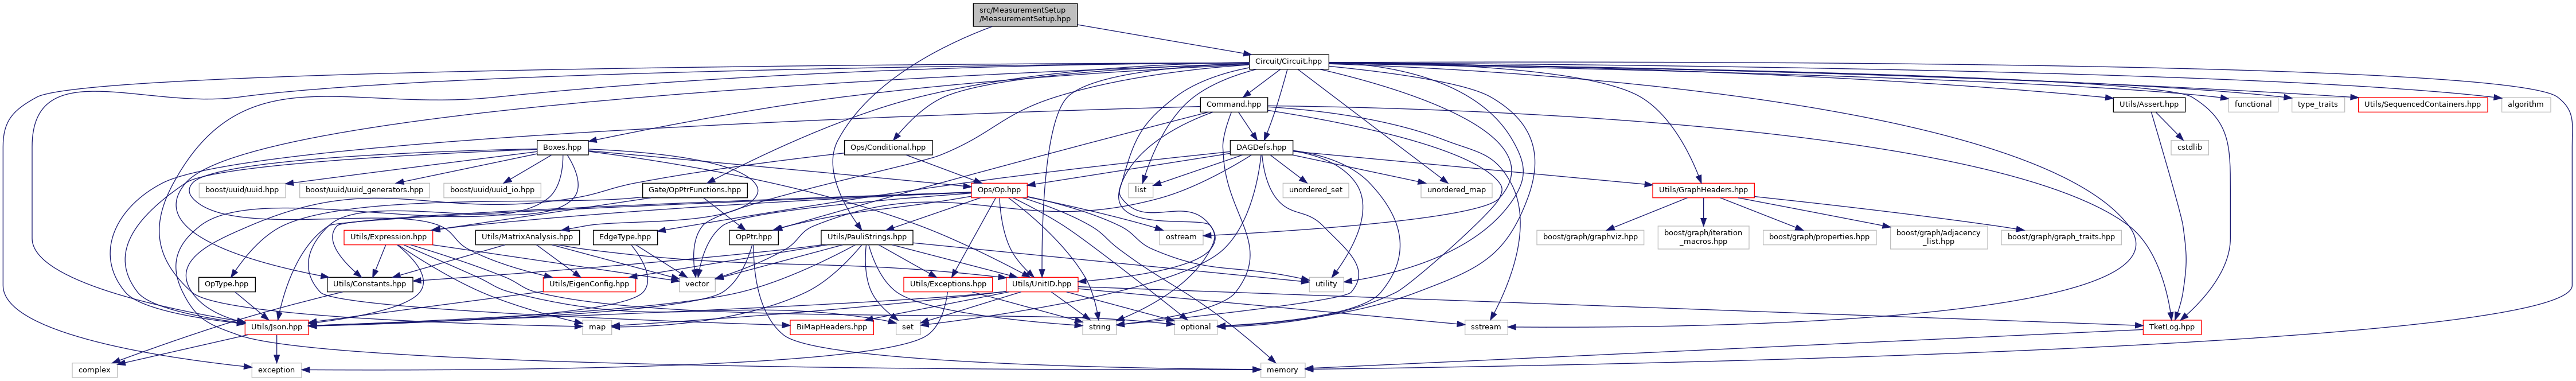 src/MeasurementSetup
/MeasurementSetup.hpp
Circuit/Circuit.hpp
Command.hpp
Utils/Assert.hpp
functional
type_traits
Utils/SequencedContainers.hpp
algorithm
Boxes.hpp
Ops/Conditional.hpp
DAGDefs.hpp
cstdlib
boost/uuid/uuid.hpp
boost/uuid/uuid_generators.hpp
boost/uuid/uuid_io.hpp
Gate/OpPtrFunctions.hpp
Ops/Op.hpp
list
unordered_set
unordered_map
Utils/GraphHeaders.hpp
Utils/Expression.hpp
Utils/MatrixAnalysis.hpp
EdgeType.hpp
OpPtr.hpp
Utils/PauliStrings.hpp
ostream
boost/graph/graphviz.hpp
boost/graph/iteration
_macros.hpp
boost/graph/properties.hpp
boost/graph/adjacency
_list.hpp
boost/graph/graph_traits.hpp
OpType.hpp
Utils/Constants.hpp
Utils/EigenConfig.hpp
vector
Utils/Exceptions.hpp
Utils/UnitID.hpp
utility
Utils/Json.hpp
map
BiMapHeaders.hpp
set
string
optional
sstream
TketLog.hpp
complex
exception
memory